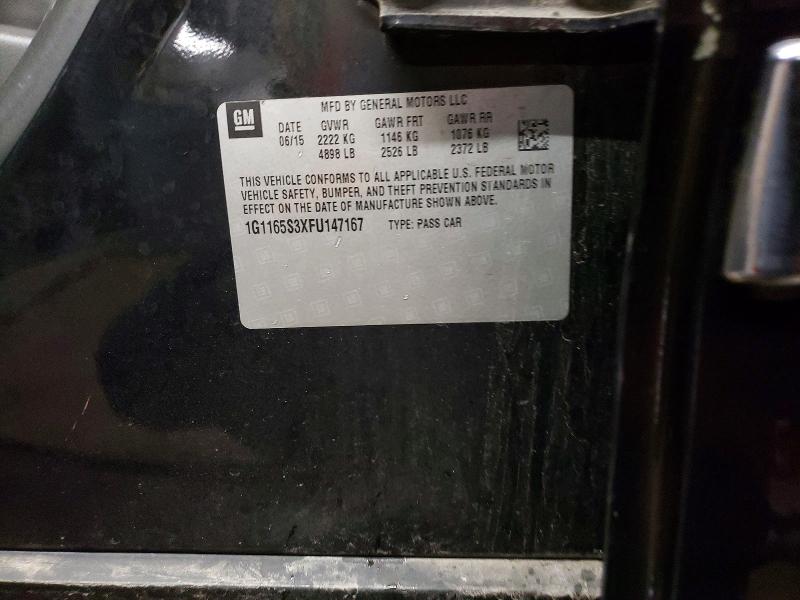 MFD BY GENERAL MOTORS LLC
GM
DATE GVWR GAWR FRT GAWR RR
06/15 2222 KG 1146 KG 1076 KG
4898 LB 2526 LB 2372 LB
THIS VEHICLE CONFORMS TO ALL APPLICABLE U.S. FEDERAL MOTOR
VEHICLE SAFETY, BUMPER, AND THEFT PREVENTION STANDARDS IN
EFFECT ON THE DATE OF MANUFACTURE SHOWN ABOVE.
1G1165S3XFU147167 TYPE: PASS CAR